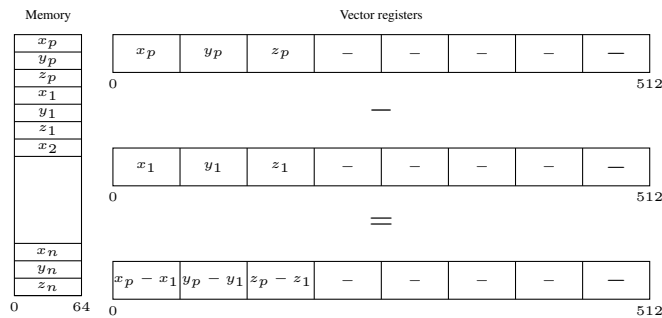 Memory
x_p
y_p
z_p
x_1
y_1
z_1
x_2
x_n
y_n
z_n
0 64
Vector registers
x_p y_p z_p − − − − —
0 512
—
x_1 y_1 z_1 − − − − —
0 512
=
x_p − x_1 y_p − y_1 z_p − z_1 − − − − —
0 512